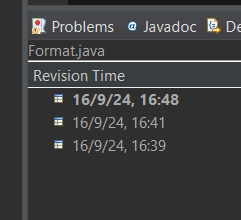 Problems @ Javadoc De
Format.java
Revision Time
16/9/24, 16:48
16/9/24, 16:41
16/9/24, 16:39